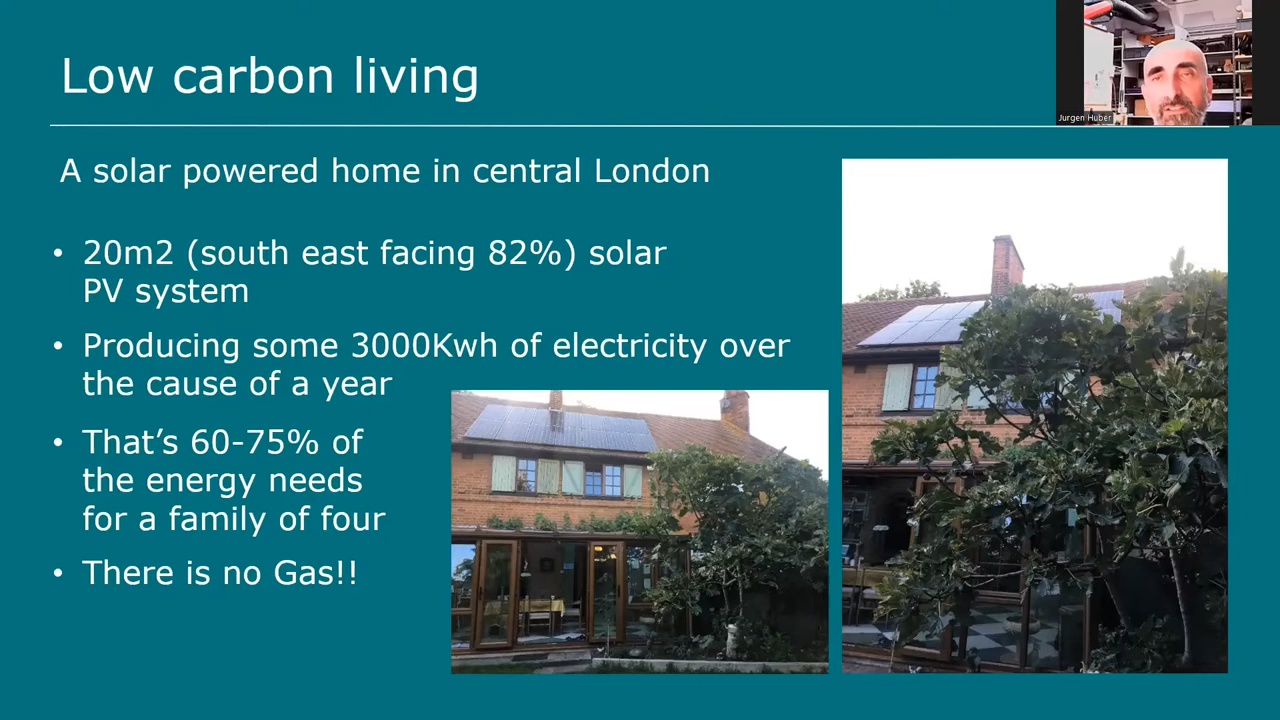 Low carbon living
Jurgen Huber
A solar powered home in central London
• 20m2 (south east facing 82%) solar
PV system
• Producing some 3000Kwh of electricity over
the cause of a year
• That's 60-75% of
the energy needs
for a family of four
• There is no Gas!!